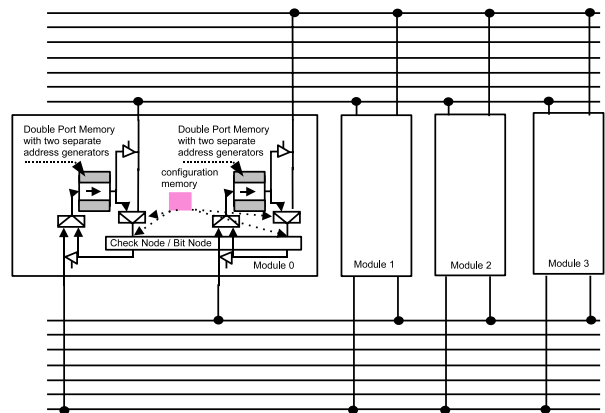 Double Port Memory
with two separate
address generators
Double Port Memory
with two separate
address generators
configuration
memory
Check Node / Bit Node
Module 0
Module 1
Module 2
Module 3